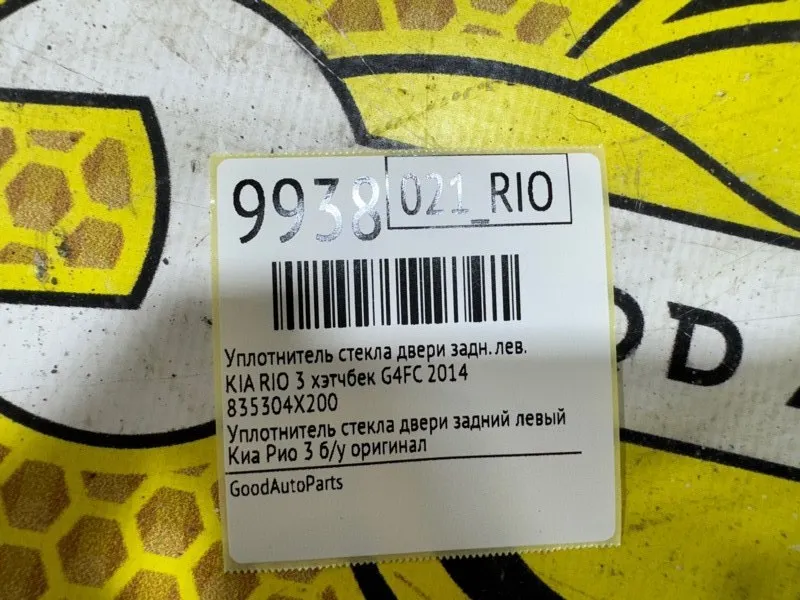 9938 021_RIO
Уплотнитель стекла двери задн. лев.
KIA RIO 3 хэтчбек G4FC 2014
835304X200
Уплотнитель стекла двери задний левый
Киа Рио 3 б/у оригинал
GoodAutoParts
OD